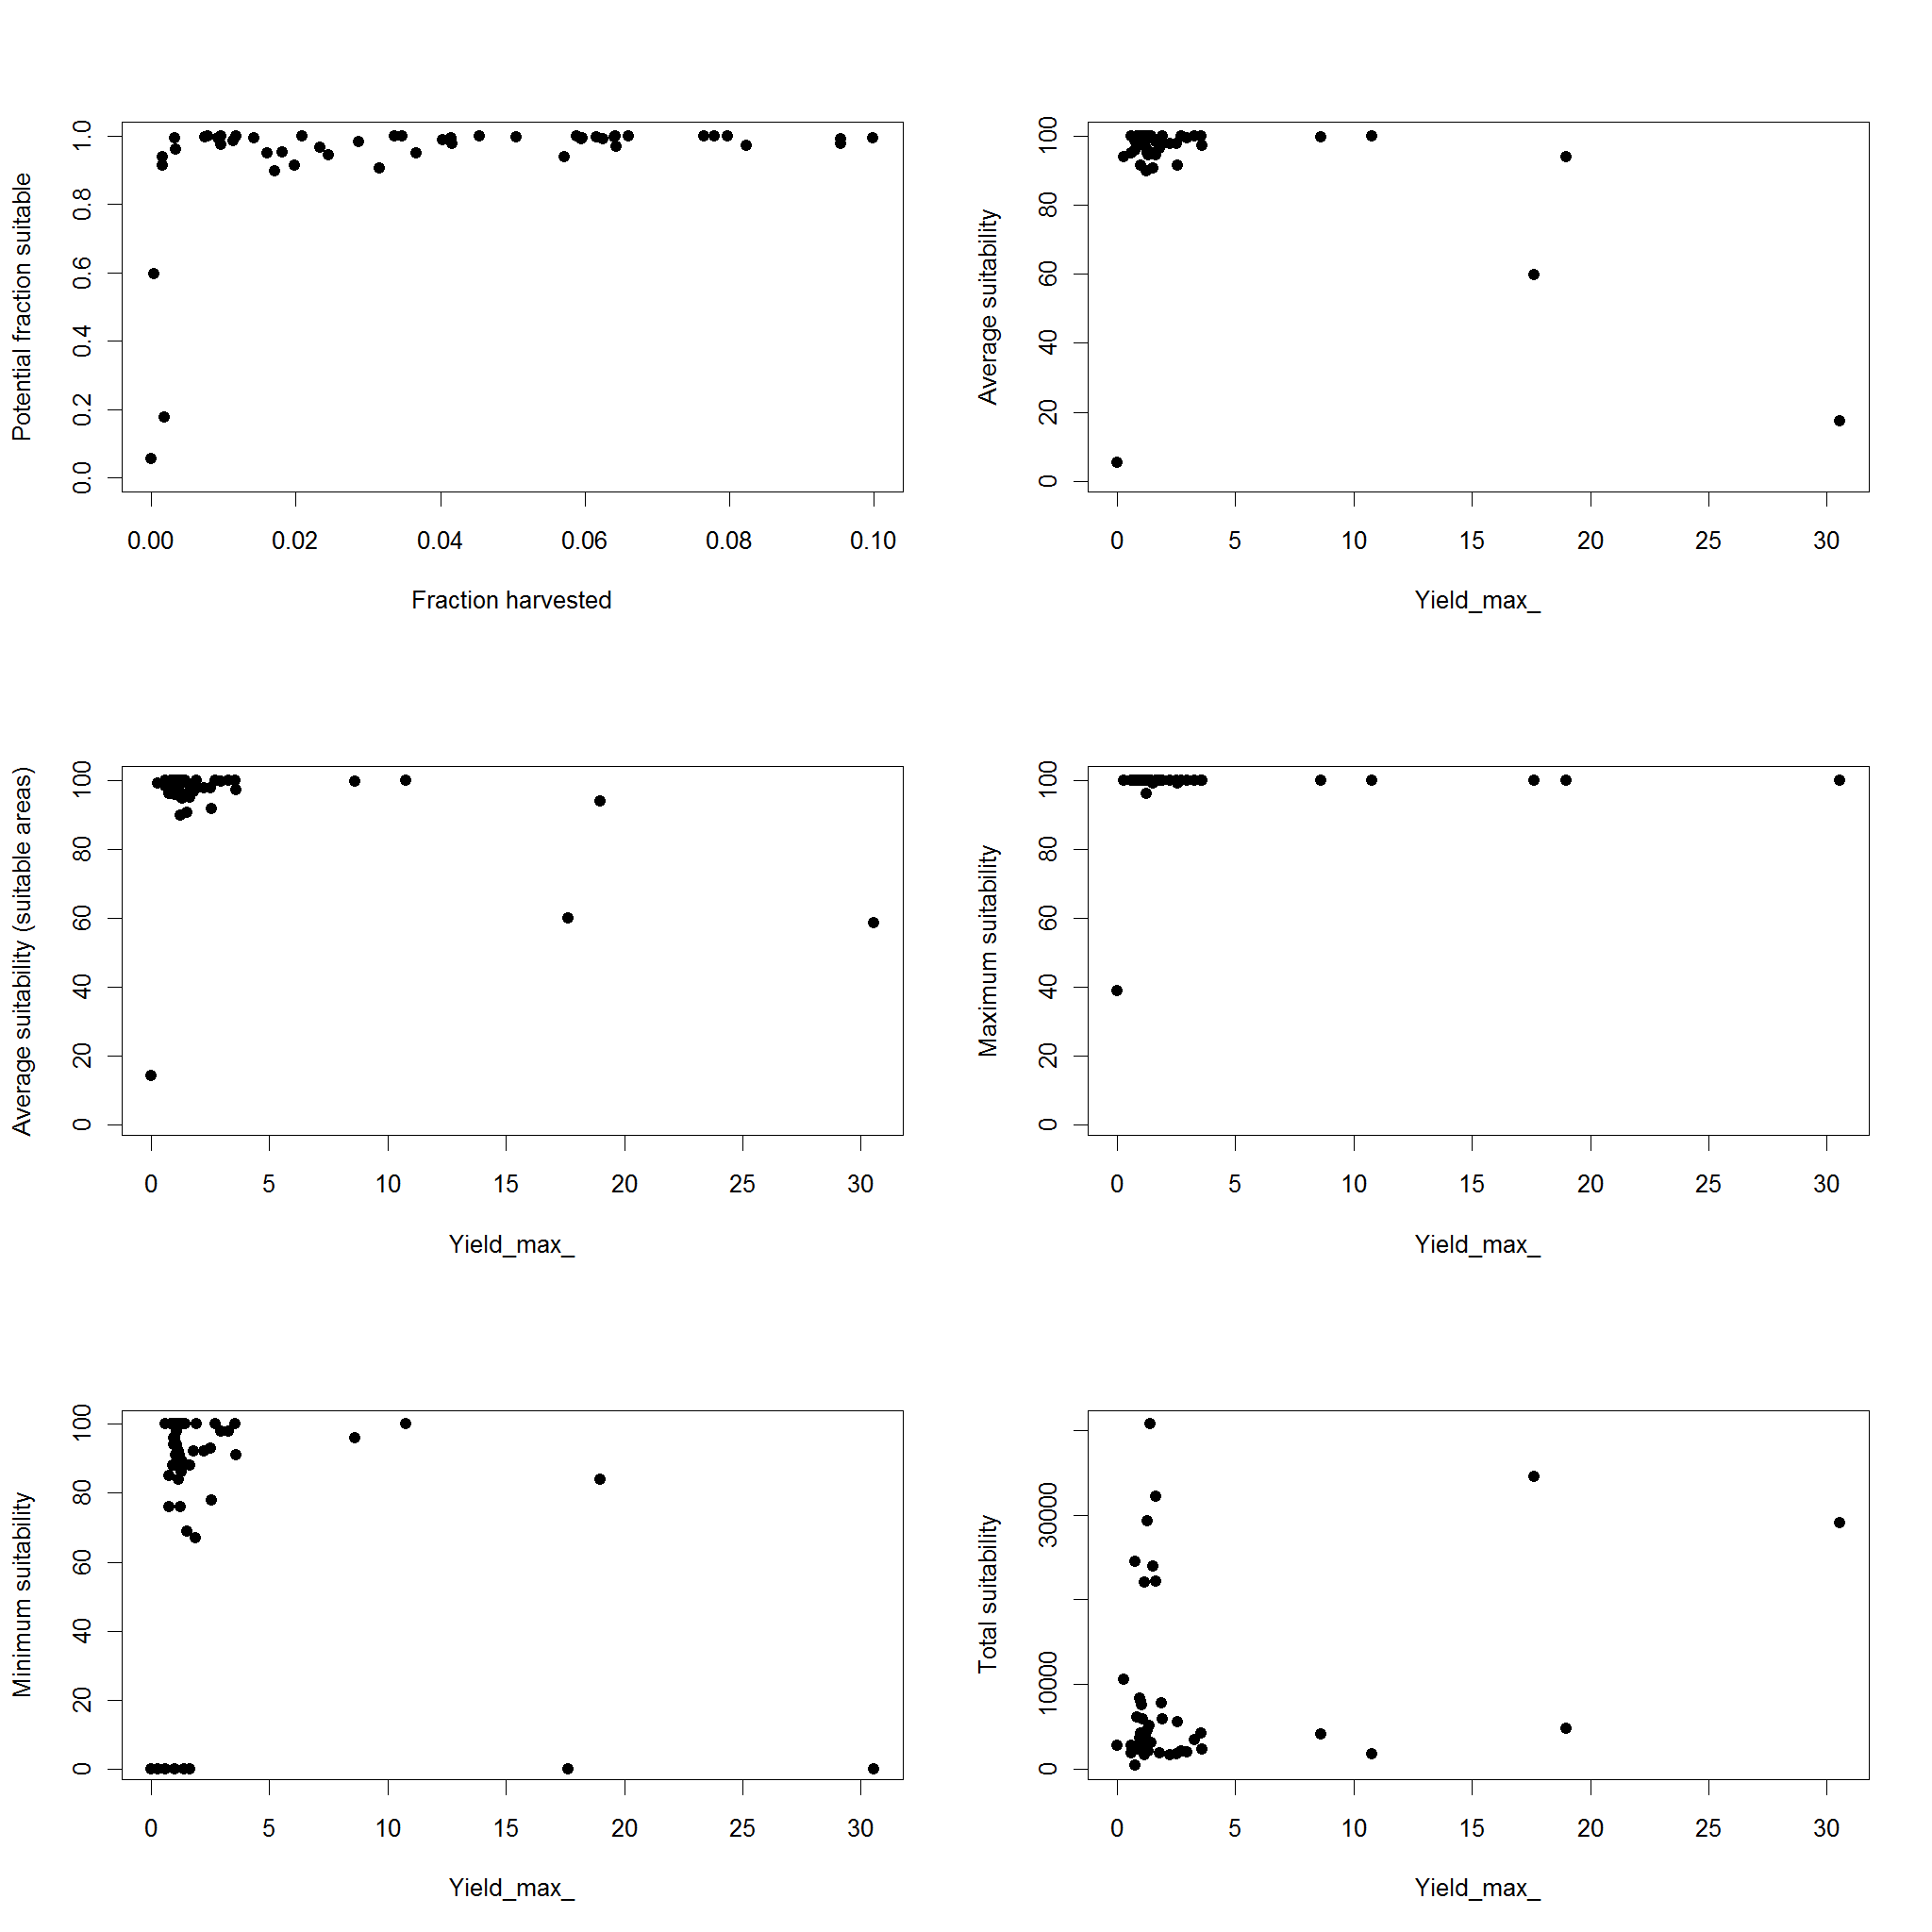 Potential fraction suitable
0.0 0.2 0.4 0.6 0.8 1.0
0.00 0.02 0.04 0.06 0.08 0.10
Fraction harvested
Average suitability
0 20 40 60 80 100
0 5 10 15 20 25 30
Yield_max_
Average suitability (suitable areas)
0 20 40 60 80 100
0 5 10 15 20 25 30
Yield_max_
Maximum suitability
0 20 40 60 80 100
0 5 10 15 20 25 30
Yield_max_
Minimum suitability
0 20 40 60 80 100
0 5 10 15 20 25 30
Yield_max_
Total suitability
0 10000 30000
0 5 10 15 20 25 30
Yield_max_